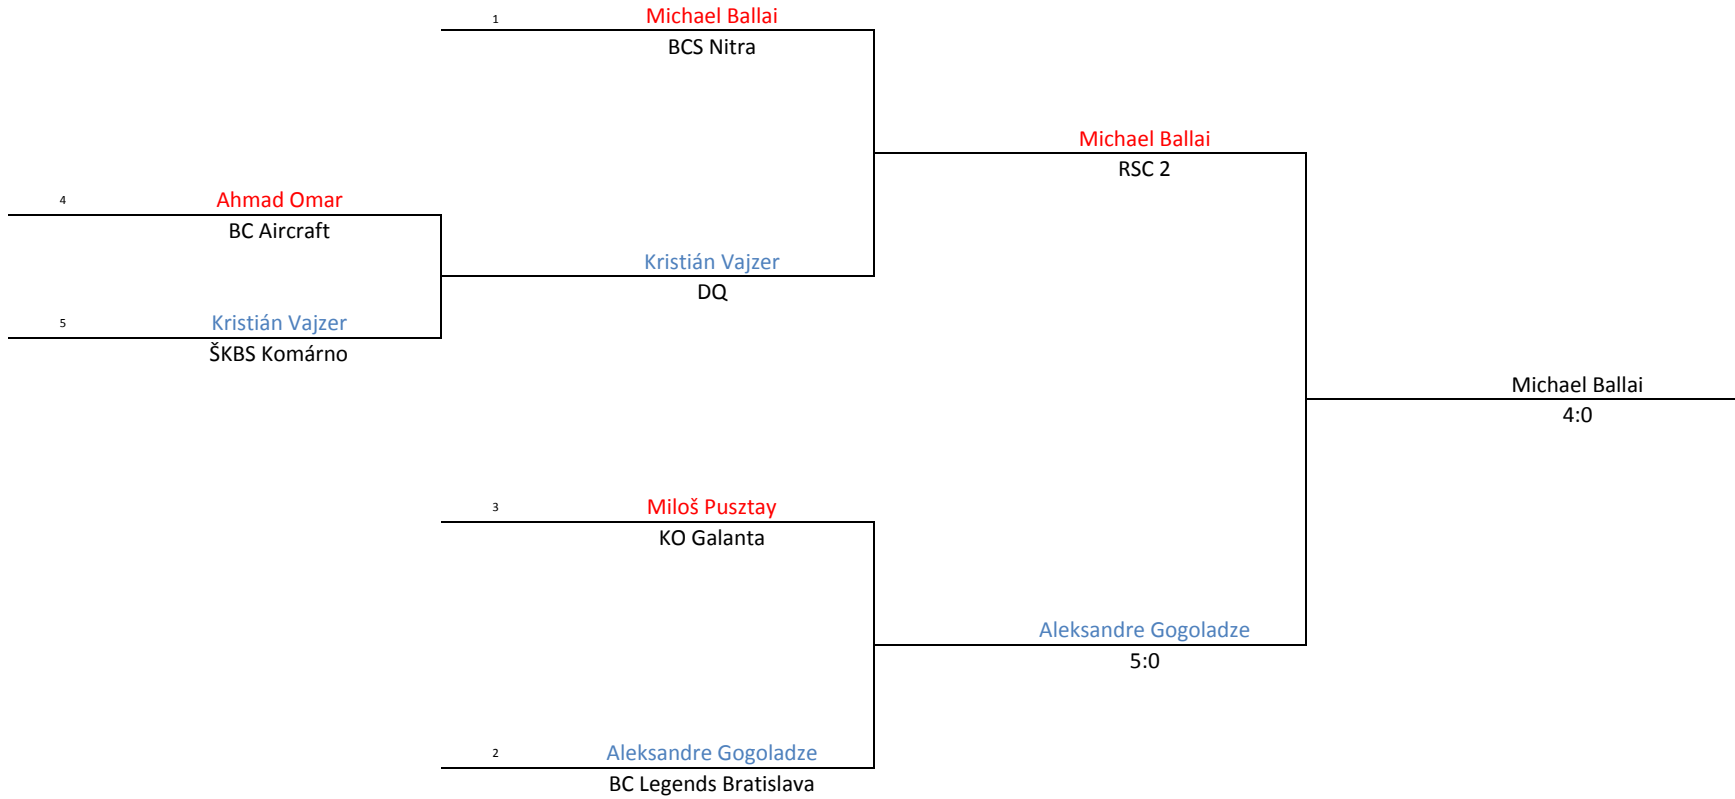 1 Michael Ballai
BCS Nitra
Michael Ballai
RSC 2
4 Ahmad Omar
BC Aircraft
Kristián Vajzer
DQ
5 Kristián Vajzer
ŠKBS Komárno
Michael Ballai
4:0
3 Miloš Pusztay
KO Galanta
Aleksandre Gogoladze
5:0
2 Aleksandre Gogoladze
BC Legends Bratislava